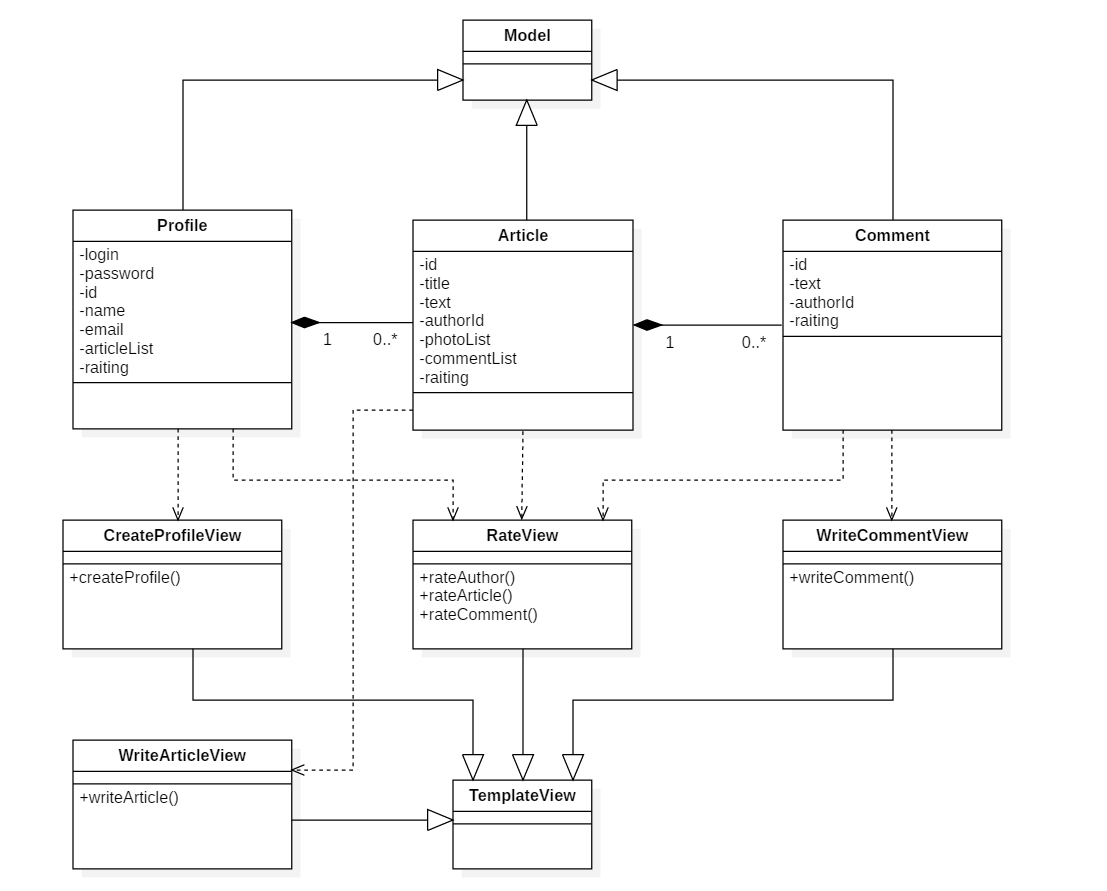 Model
Profile
-login
-password
-id
-name
-email
-articleList
-raiting
1
0..*
Article
-id
-title
-text
-authorId
-photoList
-commentList
-raiting
1
0..*
Comment
-id
-text
-authorId
-raiting
CreateProfileView
+createProfile()
RateView
+rateAuthor()
+rateArticle()
+rateComment()
WriteCommentView
+writeComment()
WriteArticleView
+writeArticle()
TemplateView